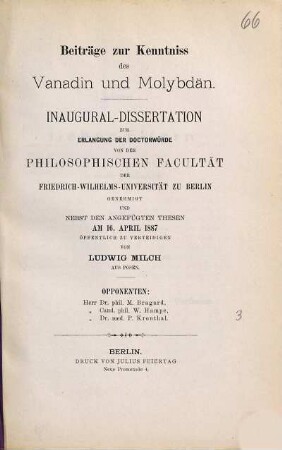 66
Beiträge zur Kenntniss
des
Vanadin und Molybdän.
INAUGURAL-DISSERTATION
ZUR
ERLANGUNG DER DOCTORWÜRDE
VON DER
PHILOSOPHISCHEN FACULTÄT
DER
FRIEDRICH-WILHELMS-UNIVERSITÄT ZU BERLIN
GENEHMIGT
UND
NEBST DEN ANGEFÜGTEN THESEN
AM 16. APRIL 1887
ÖFFENTLICH ZU VERTEIDIGEN
VON
LUDWIG MILCH
AUS POSEN.
OPPONENTEN:
Herr Dr. phil. M. Brugard.
„ Cand. phil. W. Hampe,
„ Dr. med. P. Kronthal.
3
BERLIN.
DRUCK VON JULIUS FEIERTAG
Neue Promenade 4.